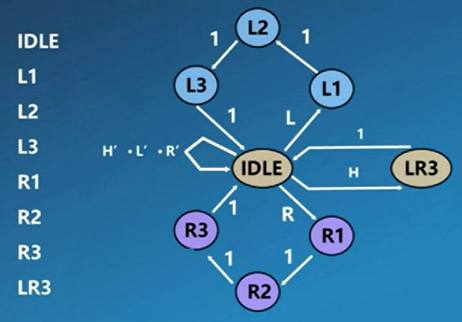 IDLE
L1
L2
L3
R1
R2
R3
LR3
L2
1
1
L3
L1
1
L
H′ · L′ · R′
IDLE
1
H
LR3
R3
1
R
R1
1
1
R2